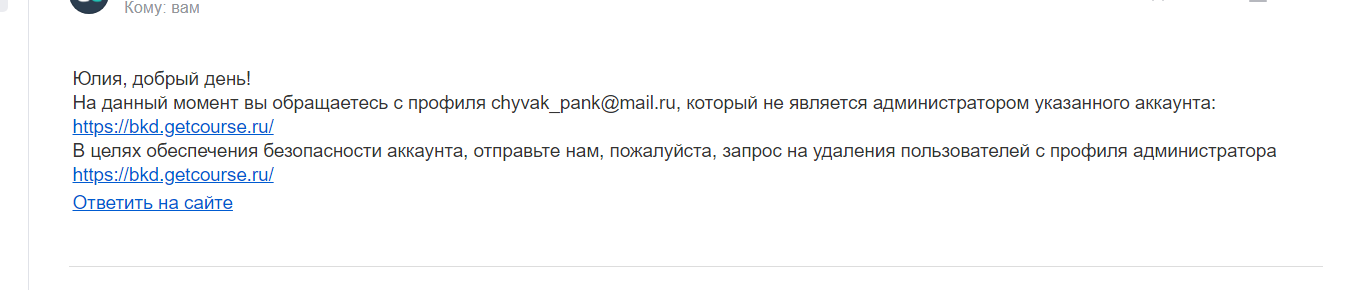 Кому: вам
Юлия, добрый день!
На данный момент вы обращаетесь с профиля chyvak_pank@mail.ru, который не является администратором указанного аккаунта:
https://bkd.getcourse.ru/
В целях обеспечения безопасности аккаунта, отправьте нам, пожалуйста, запрос на удаления пользователей с профиля администратора
https://bkd.getcourse.ru/
Ответить на сайте